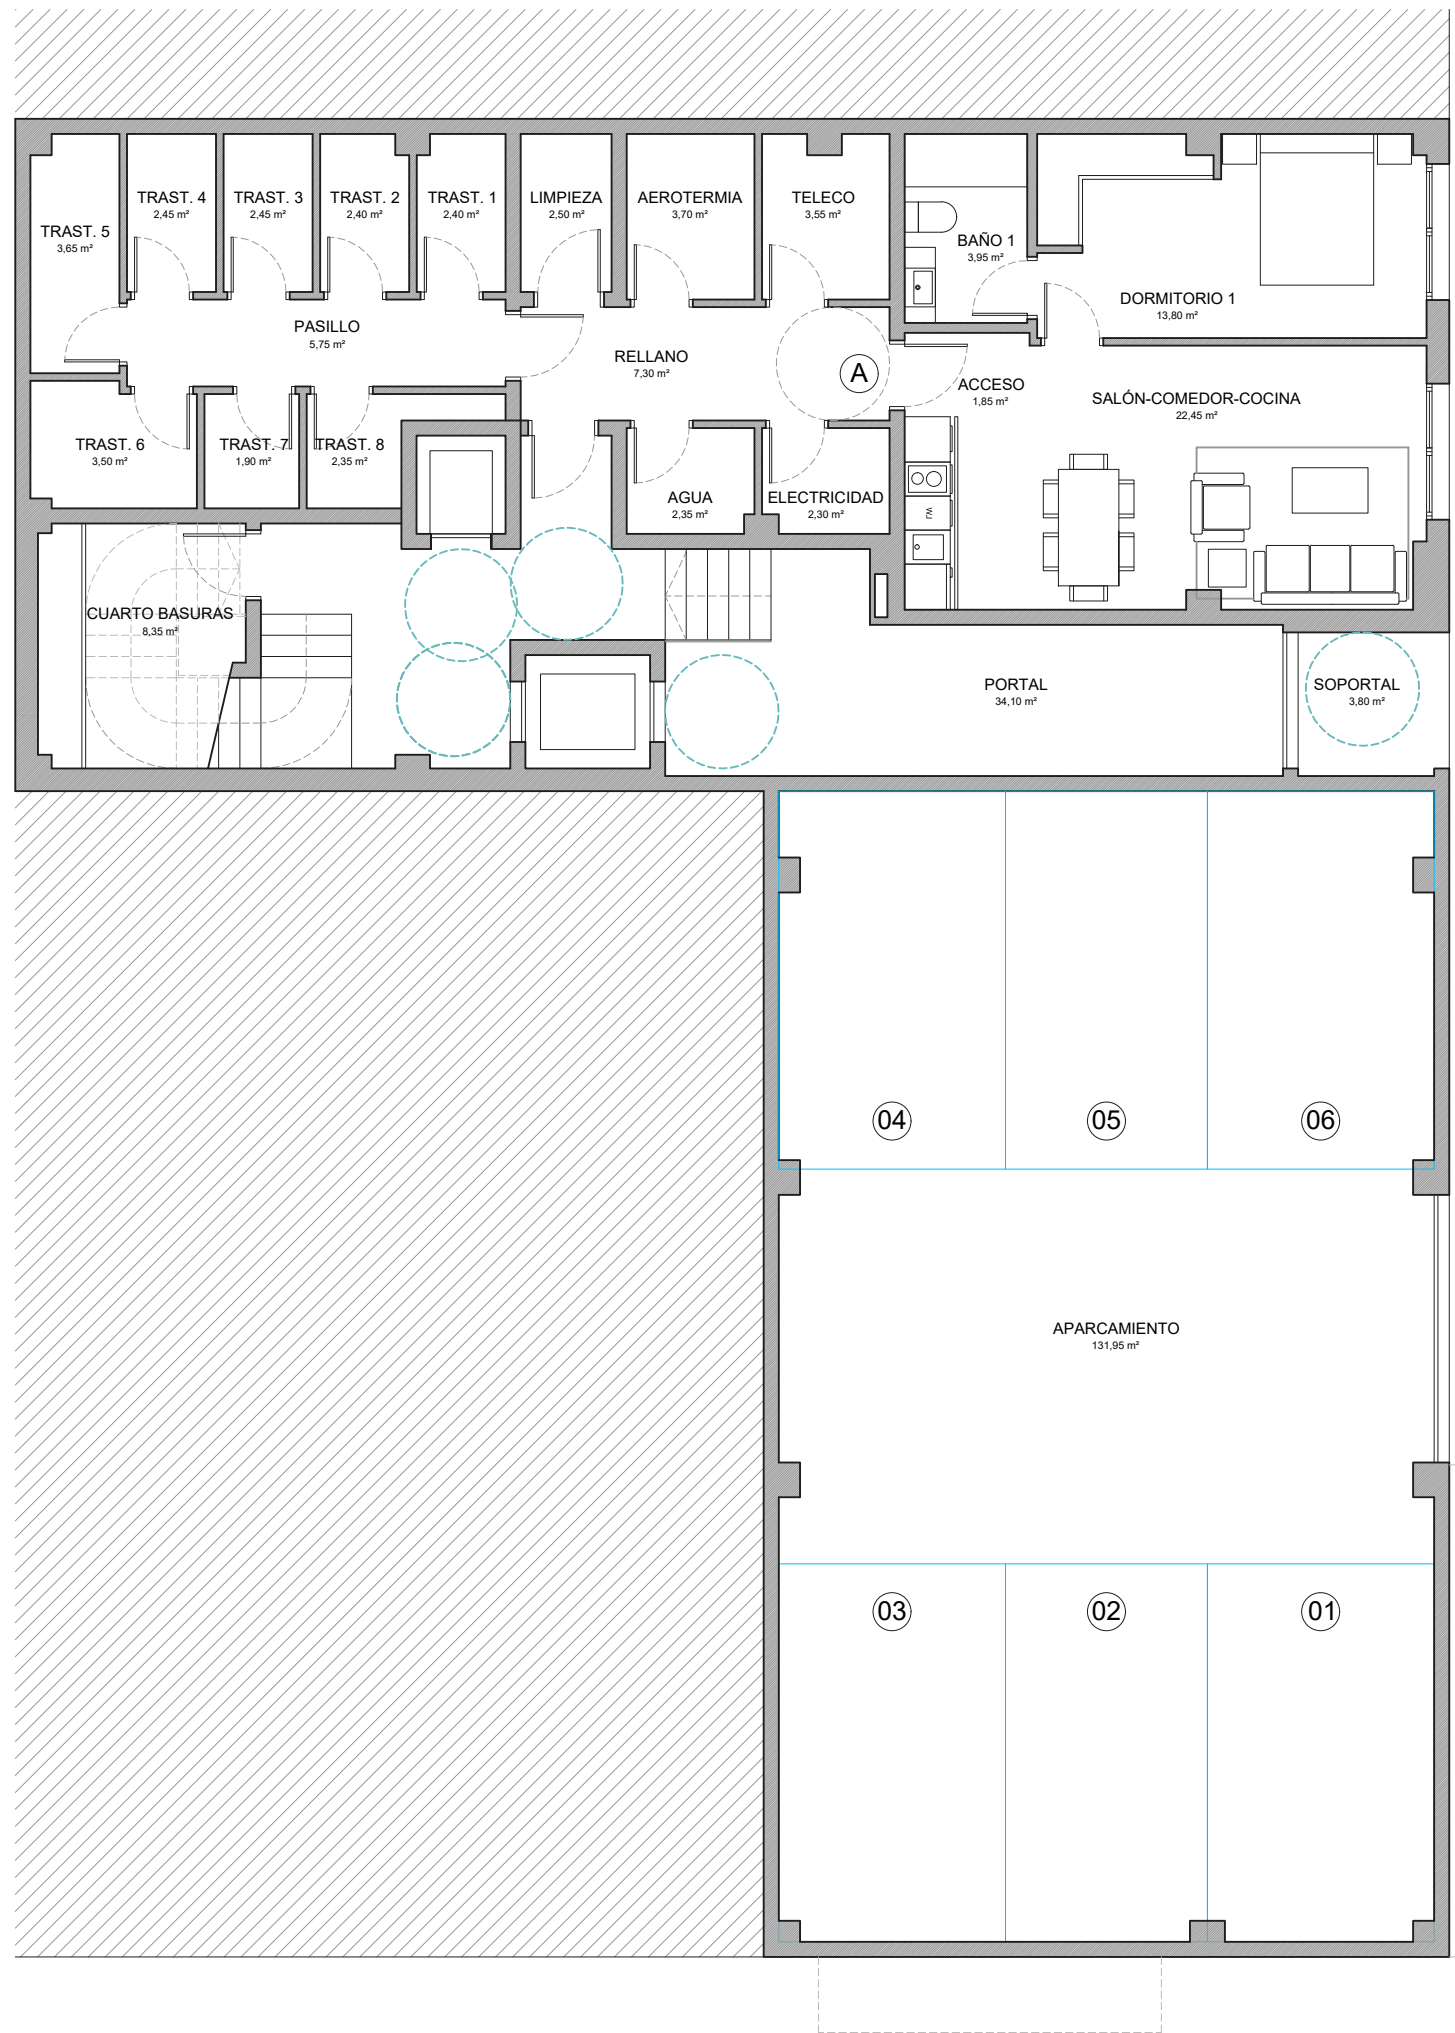 TRAST. 4
2,45 m²
TRAST. 3
2,45 m²
TRAST. 2
2,40 m²
TRAST. 1
2,40 m²
LIMPIEZA
2,50 m²
AEROTERMIA
3,70 m²
TELECO
3,55 m²
TRAST. 5
3,65 m²
BAÑO 1
3,95 m²
DORMITORIO 1
13,80 m²
PASILLO
5,75 m²
RELLANO
7,30 m²
A
ACCESO
1,85 m²
SALÓN-COMEDOR-COCINA
22,45 m²
TRAST. 6
3,50 m²
TRAST. 7
1,90 m²
TRAST. 8
2,35 m²
AGUA
2,35 m²
ELECTRICIDAD
2,30 m²
LW
CUARTO BASURAS
8,35 m²
PORTAL
34,10 m²
SOPORTAL
3,80 m²
04
05
06
APARCAMIENTO
131,95 m²
03
02
01